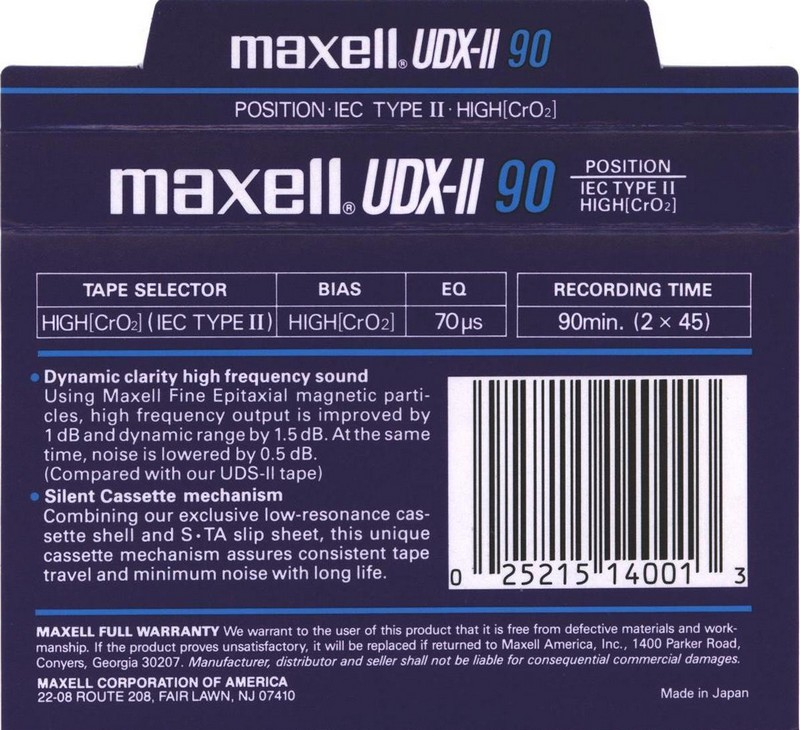 maxell® UDX-II 90
POSITION·IEC TYPE II·HIGH[CrO₂]
maxell® UDX-II 90
POSITION
IEC TYPE II
HIGH[CrO₂]
TAPE SELECTOR BIAS EQ RECORDING TIME
HIGH[CrO₂] (IEC TYPE II) HIGH[CrO₂] 70μs 90min. (2 × 45)
• Dynamic clarity high frequency sound
Using Maxell Fine Epitaxial magnetic parti-
cles, high frequency output is improved by
1 dB and dynamic range by 1.5 dB. At the same
time, noise is lowered by 0.5 dB.
(Compared with our UDS-II tape)
• Silent Cassette mechanism
Combining our exclusive low-resonance cas-
sette shell and S·TA slip sheet, this unique
cassette mechanism assures consistent tape
travel and minimum noise with long life.
0 25215 14001 3
MAXELL FULL WARRANTY We warrant to the user of this product that it is free from defective materials and work-
manship. If the product proves unsatisfactory, it will be replaced if returned to Maxell America, Inc., 1400 Parker Road,
Conyers, Georgia 30207. Manufacturer, distributor and seller shall not be liable for consequential commercial damages.
MAXELL CORPORATION OF AMERICA
22-08 ROUTE 208, FAIR LAWN, NJ 07410
Made in Japan